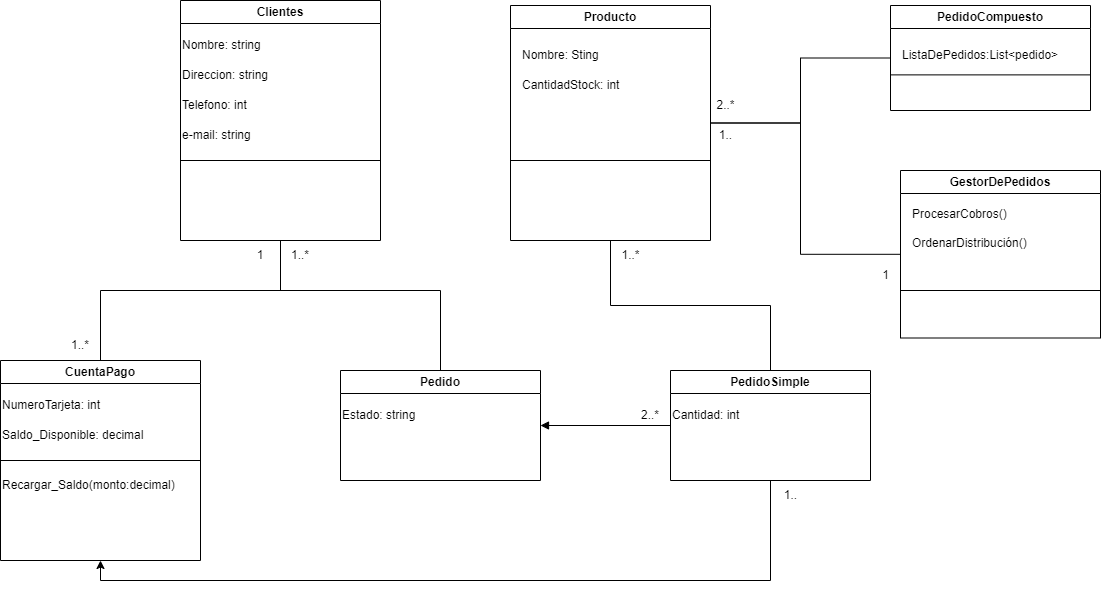 Clientes
Nombre: string
Direccion: string
Telefono: int
e-mail: string
1
1..*
Producto
Nombre: Sting
CantidadStock: int
2..*
1..
1..*
PedidoCompuesto
ListaDePedidos:List<pedido>
GestorDePedidos
ProcesarCobros()
OrdenarDistribución()
1
1..*
CuentaPago
NumeroTarjeta: int
Saldo_Disponible: decimal
Recargar_Saldo(monto:decimal)
Pedido
Estado: string
2..*
PedidoSimple
Cantidad: int
1..